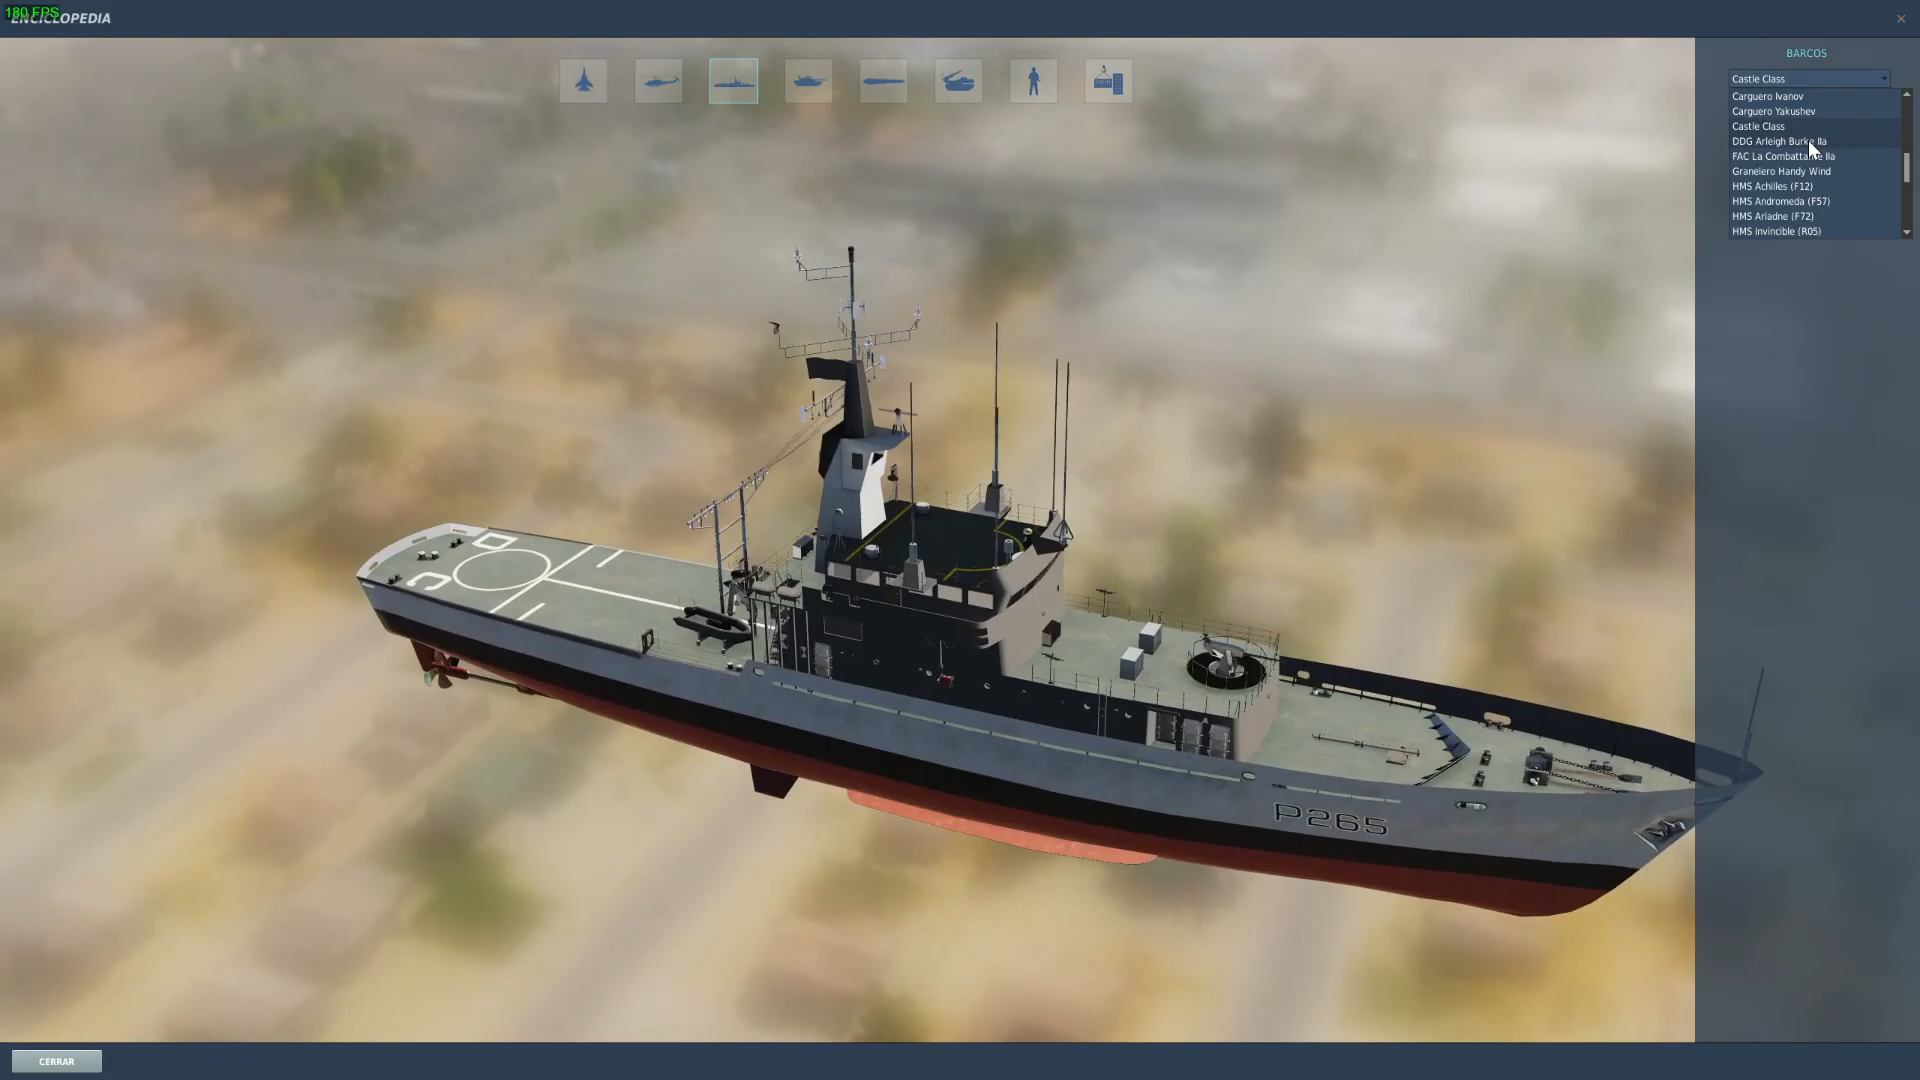 180 FPS
ENCICLOPEDIA
BARCOS
Castle Class
Carguero Ivanov
Carguero Yakushev
Castle Class
DDG Arleigh Burke IIa
FAC La Combattante IIa
Granelero Handy Wind
HMS Achilles (F12)
HMS Andromeda (F57)
HMS Ariadne (F72)
HMS Invincible (R05)
P265
CERRAR